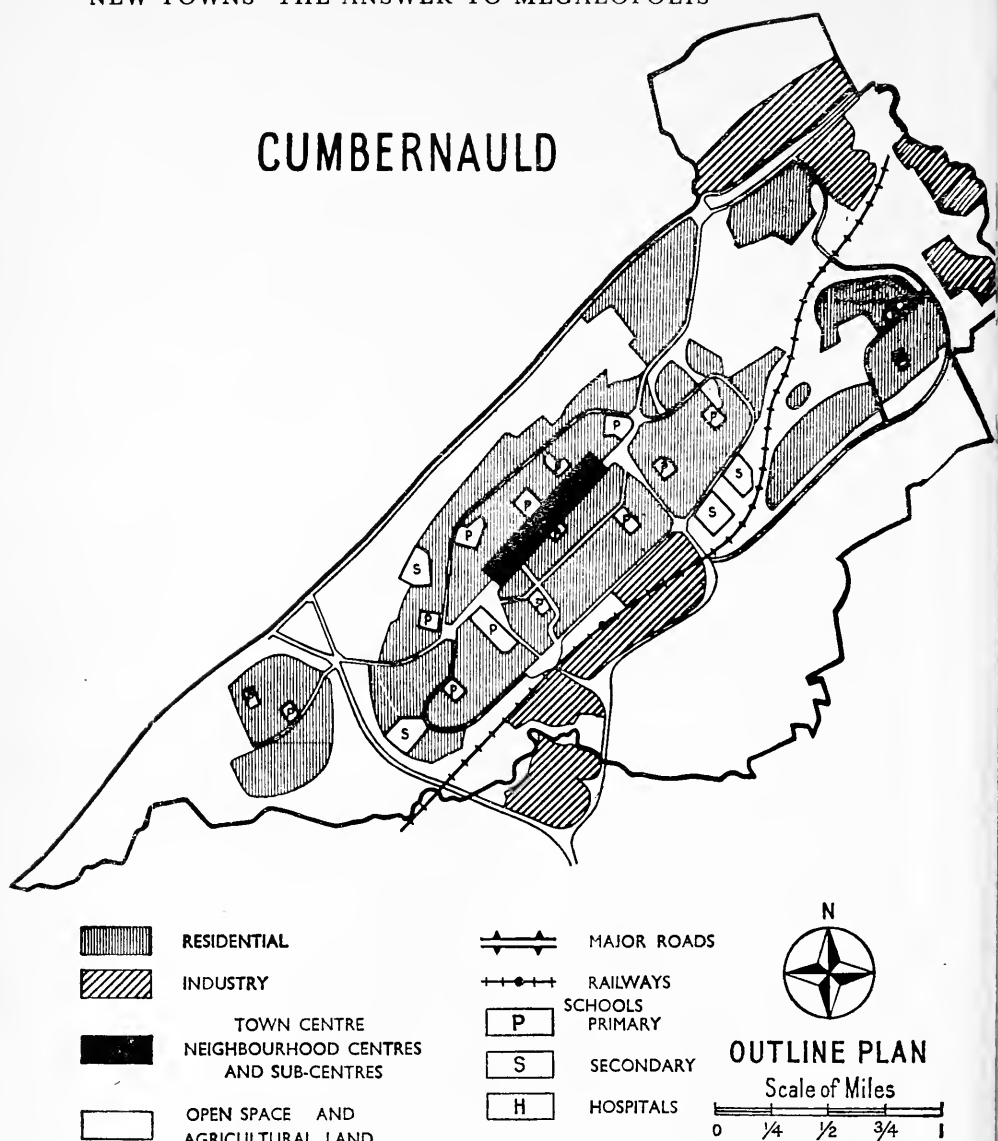 NEW TOWNS THE ANSWER TO MEGALOPOLIS
CUMBERNAULD
P
P
P
S
S
S
P
P
P
S
RESIDENTIAL
INDUSTRY
TOWN CENTRE
NEIGHBOURHOOD CENTRES
AND SUB-CENTRES
OPEN SPACE AND
AGRICULTURAL LAND
MAJOR ROADS
RAILWAYS
SCHOOLS
P PRIMARY
S SECONDARY
H HOSPITALS
N
OUTLINE PLAN
Scale of Miles
0 1/4 1/2 3/4 1